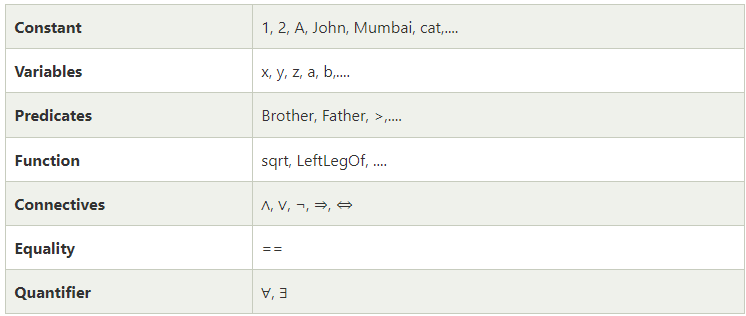 Constant 1, 2, A, John, Mumbai, cat,....
Variables x, y, z, a, b,....
Predicates Brother, Father, >,....
Function sqrt, LeftLegOf, ....
Connectives ∧, ∨, ¬, ⇒, ⇔
Equality ==
Quantifier ∀, ∃